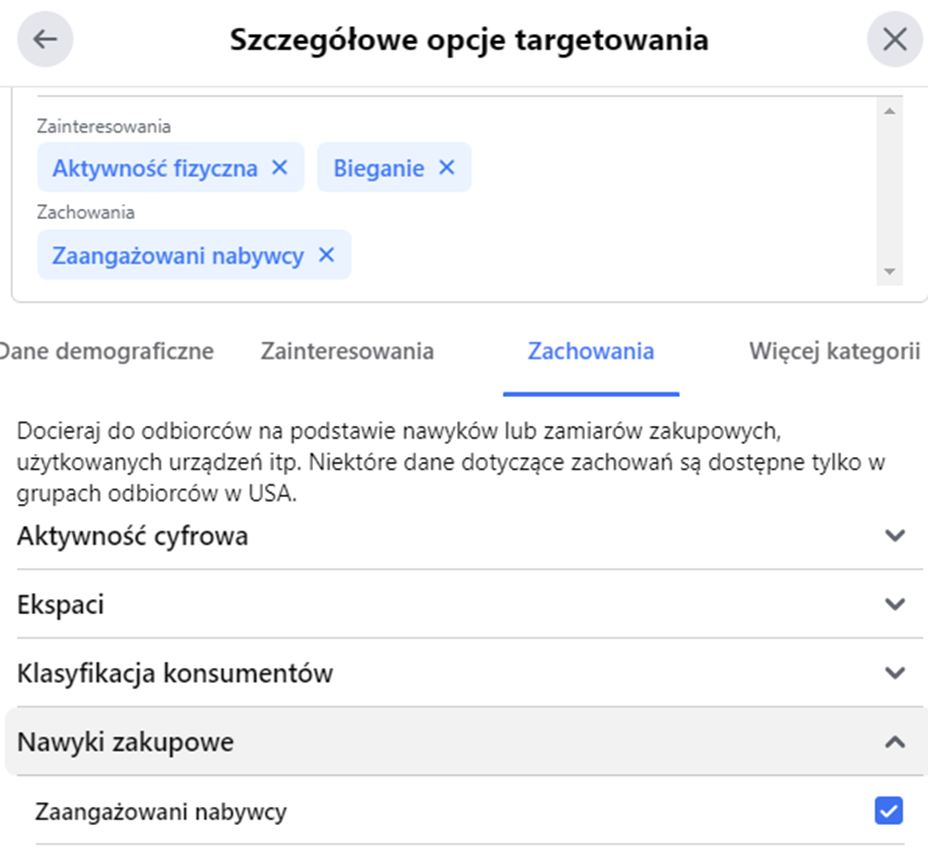 Szczegółowe opcje targetowania
Zainteresowania
Aktywność fizyczna
Bieganie
Zachowania
Zaangażowani nabywcy
Dane demograficzne
Zainteresowania
Zachowania
Więcej kategorii
Docieraj do odbiorców na podstawie nawyków lub zamiarów zakupowych,
użytkowanych urządzeń itp. Niektóre dane dotyczące zachowań są dostępne tylko w
grupach odbiorców w USA.
Aktywność cyfrowa
Ekspaci
Klasyfikacja konsumentów
Nawyki zakupowe
Zaangażowani nabywcy